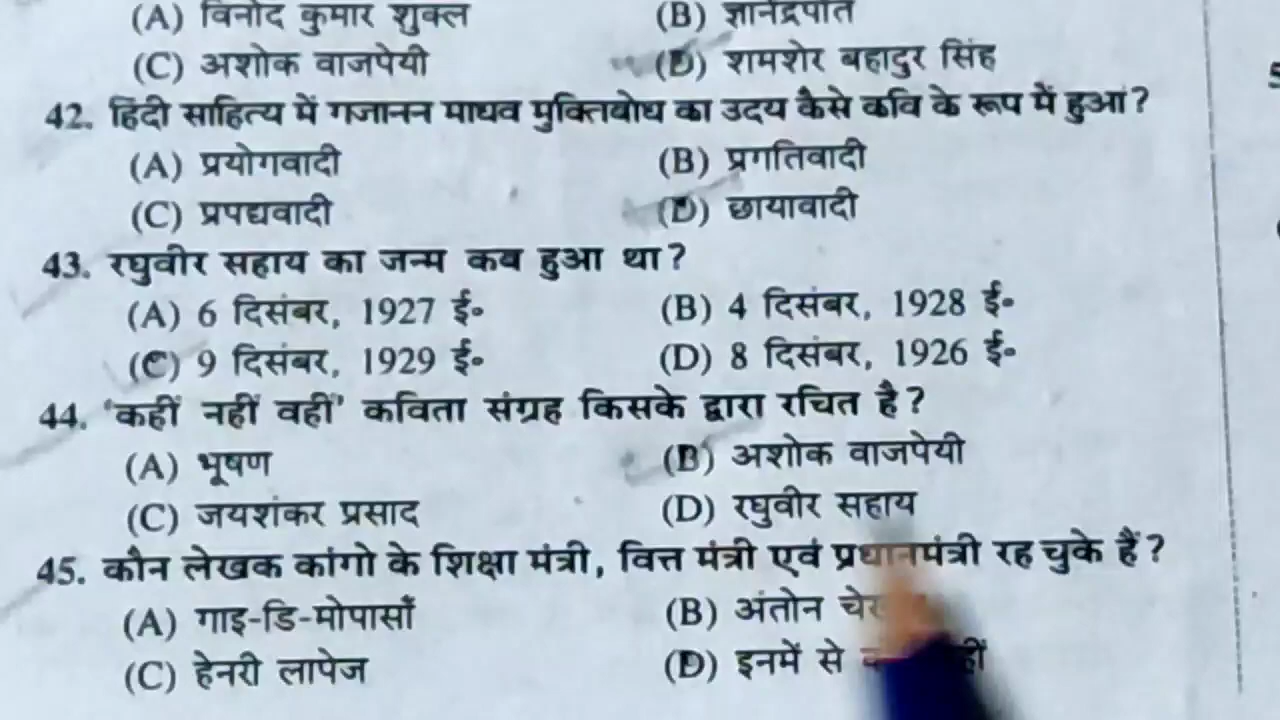 (A) विनोद कुमार शुक्ल (B) ज्ञानेंद्रपति
(C) अशोक वाजपेयी (D) शमशेर बहादुर सिंह
42. हिंदी साहित्य में गजानन माधव मुक्तिबोध का उदय कैसे कवि के रूप में हुआ?
(A) प्रयोगवादी (B) प्रगतिवादी
(C) प्रपद्यवादी (D) छायावादी
43. रघुवीर सहाय का जन्म कब हुआ था?
(A) 6 दिसंबर, 1927 ई॰ (B) 4 दिसंबर, 1928 ई॰
(C) 9 दिसंबर, 1929 ई॰ (D) 8 दिसंबर, 1926 ई॰
44. 'कहीं नहीं वहीं' कविता संग्रह किसके द्वारा रचित है?
(A) भूषण (B) अशोक वाजपेयी
(C) जयशंकर प्रसाद (D) रघुवीर सहाय
45. कौन लेखक कांगो के शिक्षा मंत्री, वित्त मंत्री एवं प्रधानमंत्री रह चुके हैं?
(A) गाइ-डि-मोपासाँ (B) अंतोन
(C) हेनरी लापेज (D) इनमें से